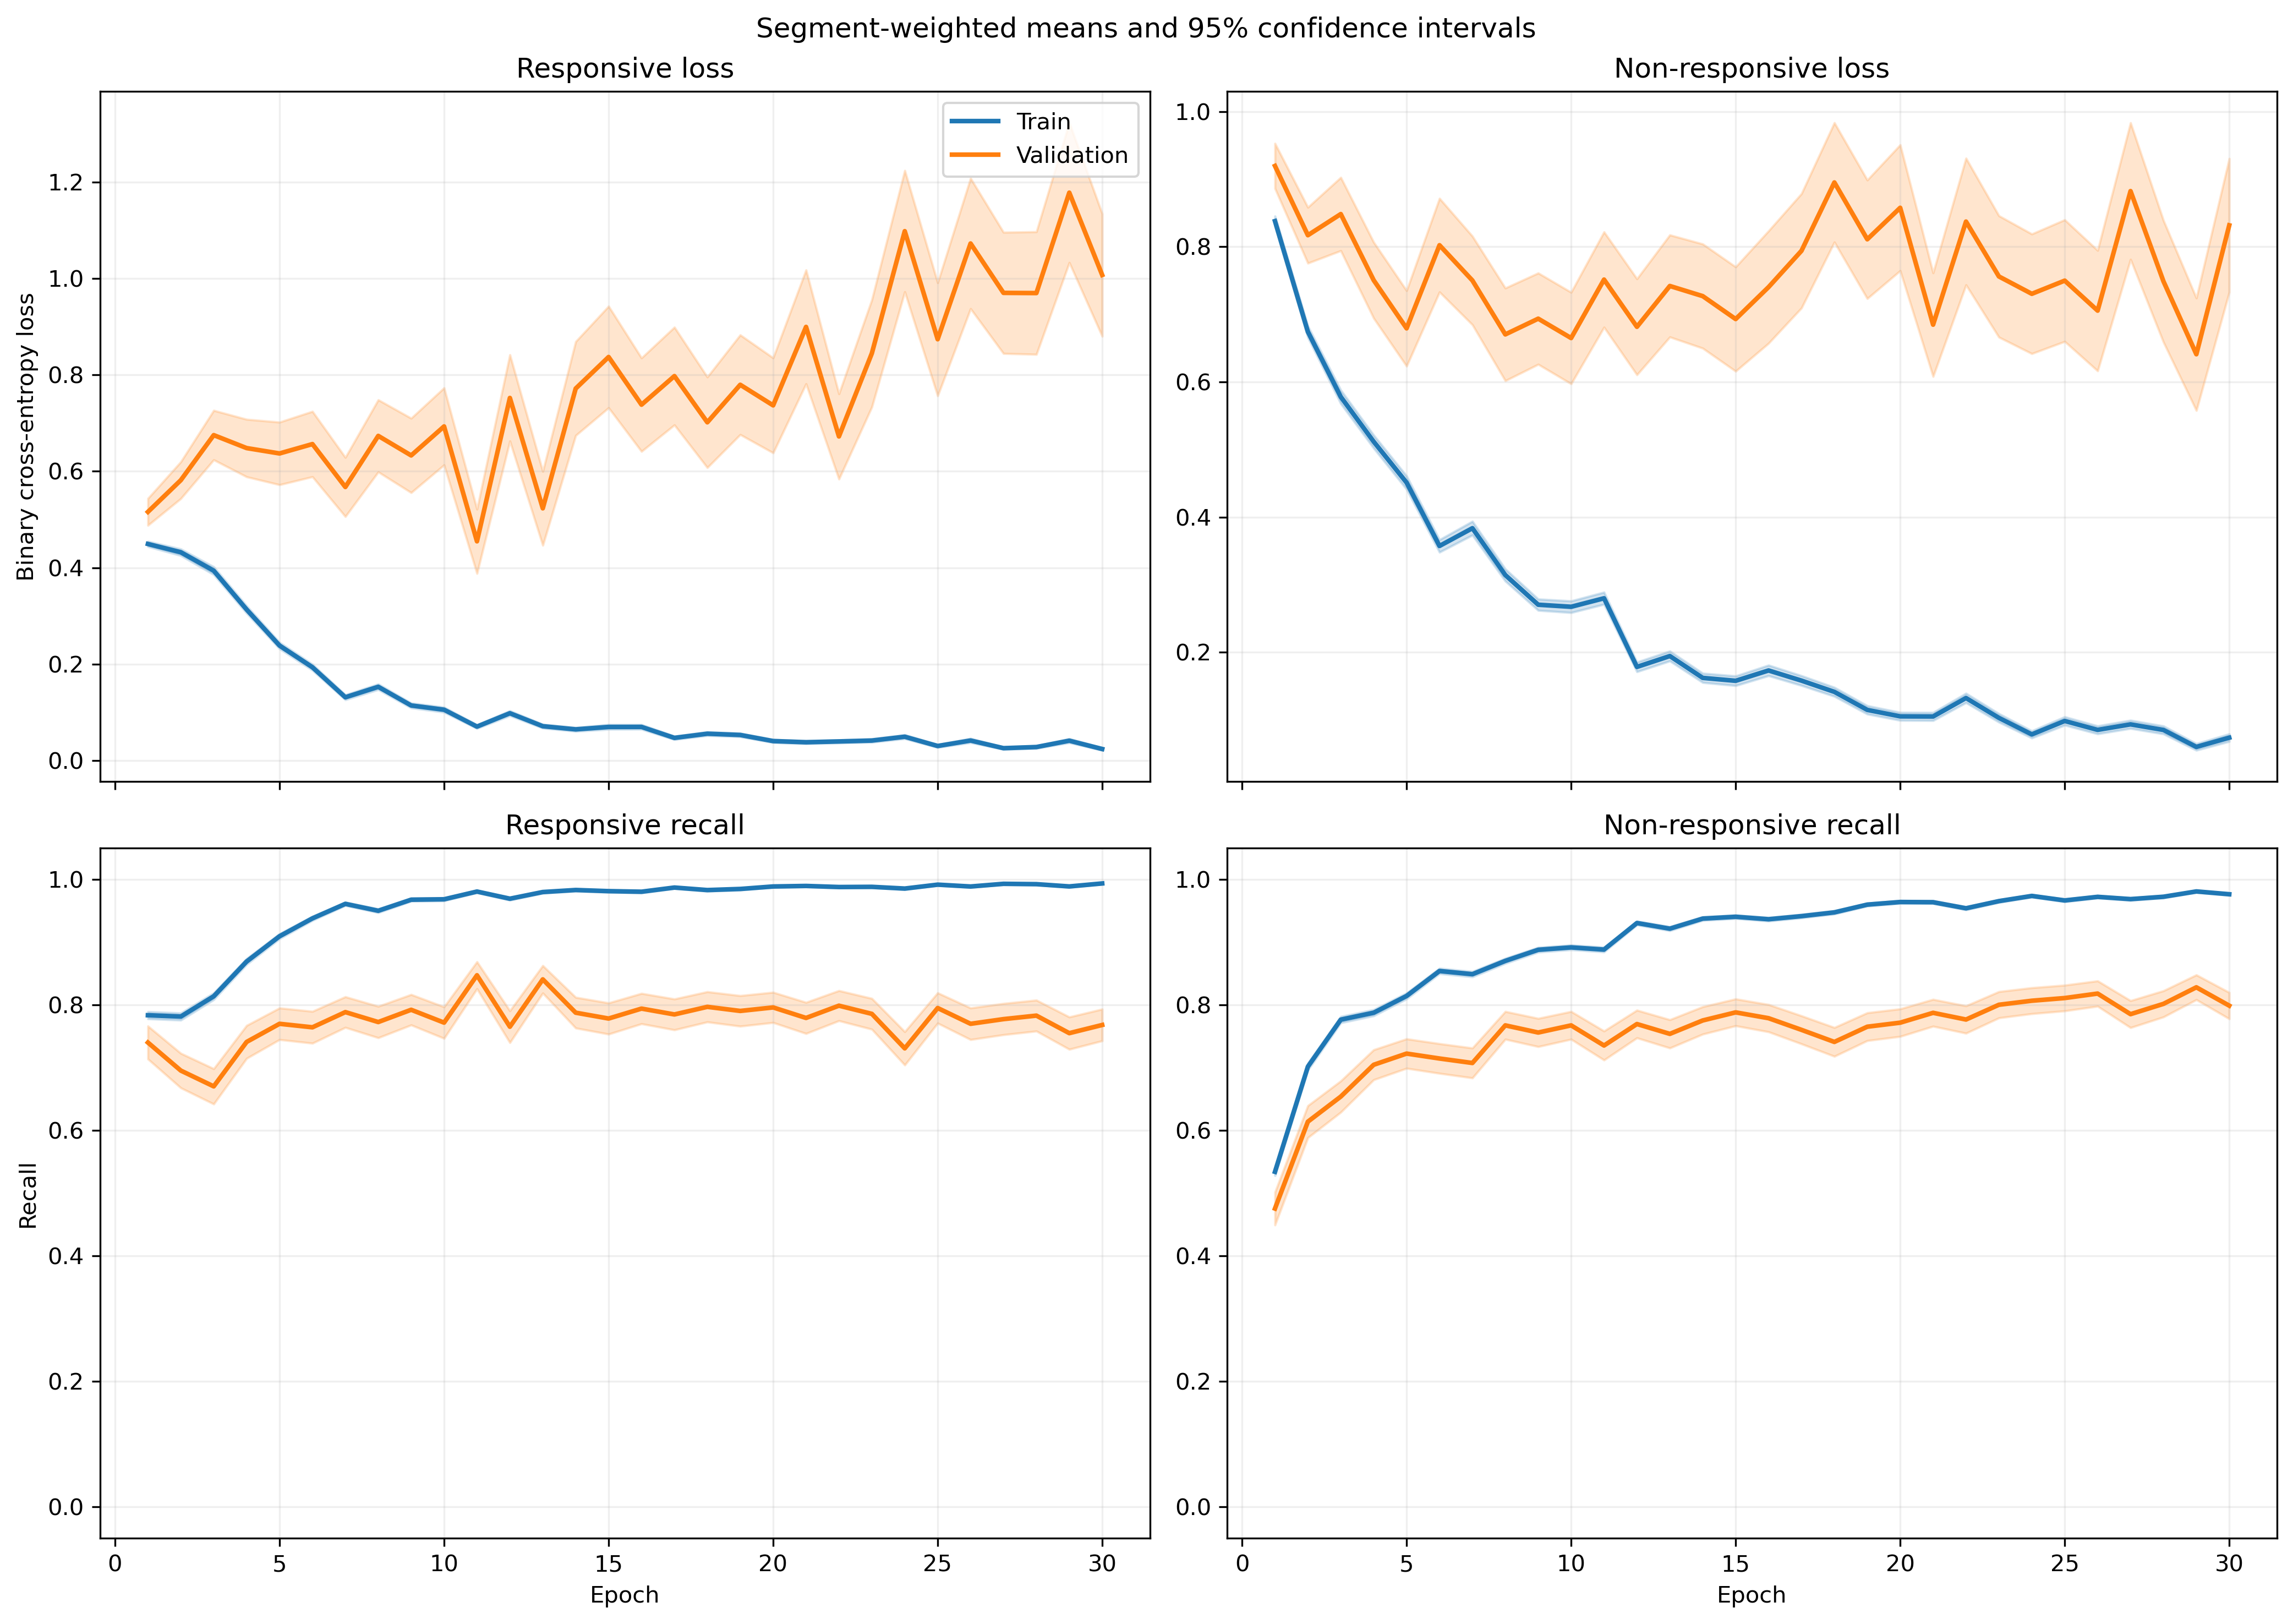 Segment-weighted means and 95% confidence intervals
Responsive loss
Non-responsive loss
Train
Validation
Binary cross-entropy loss
1.2
1.0
0.8
0.6
0.4
0.2
0.0
1.0
0.8
0.6
0.4
0.2
Responsive recall
Non-responsive recall
Recall
1.0
0.8
0.6
0.4
0.2
0.0
0 5 10 15 20 25 30
Epoch
1.0
0.8
0.6
0.4
0.2
0.0
0 5 10 15 20 25 30
Epoch